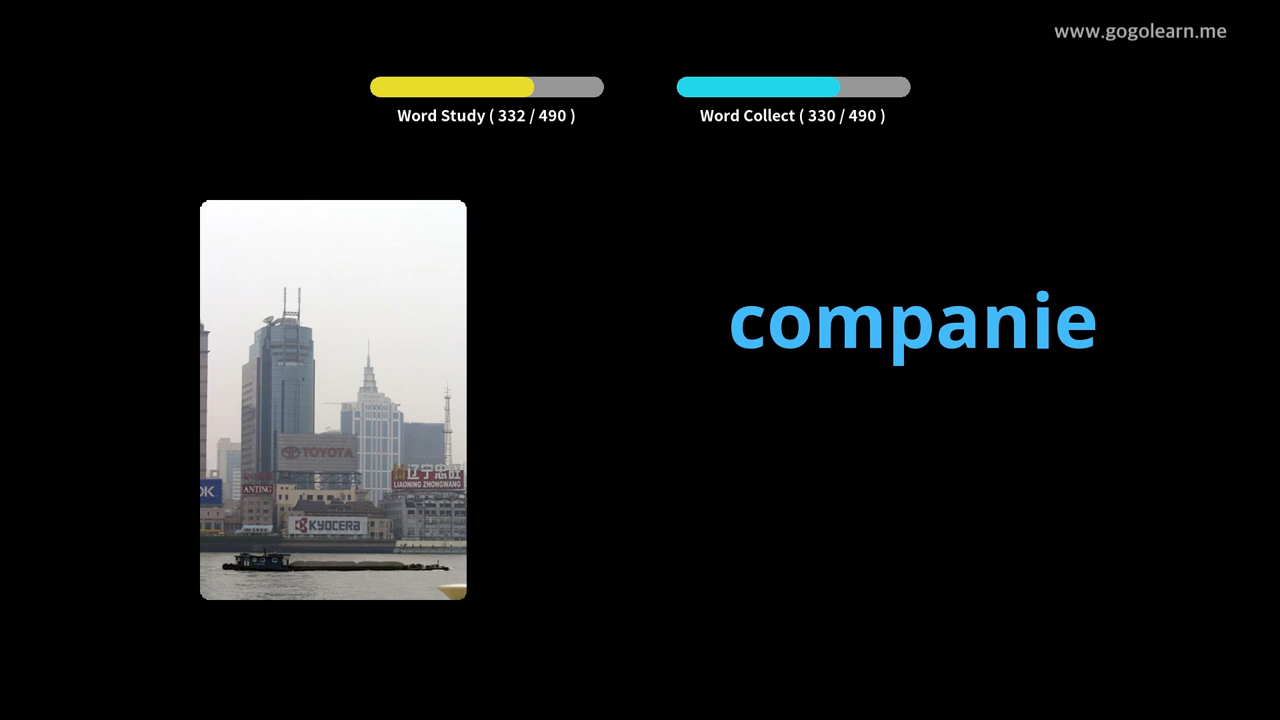 www.gogolearn.me
Word Study ( 332 / 490 )
Word Collect ( 330 / 490 )
companie
TOYOTA
辽宁忠旺
LIAONING ZHONGWANG
OK
ANTING
KYOCERA